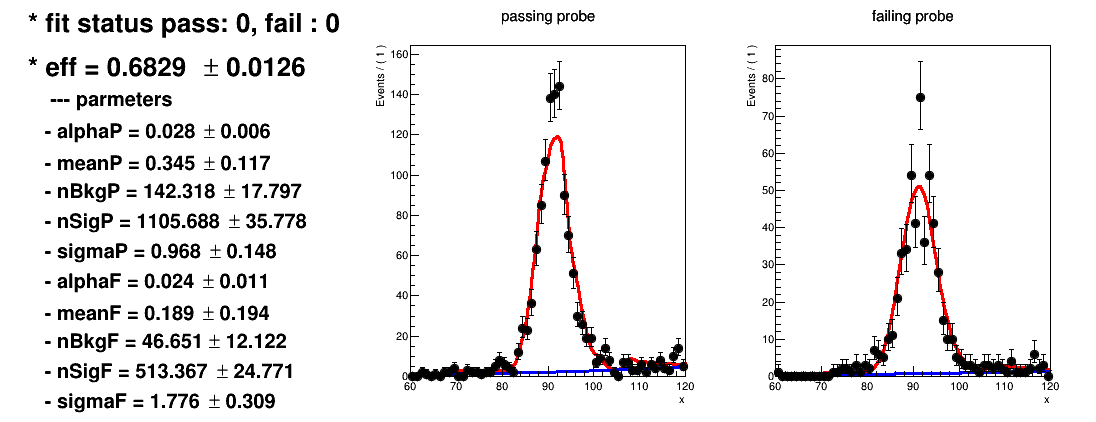 * fit status pass: 0, fail : 0
* eff = 0.6829 ± 0.0126
--- parmeters
- alphaP = 0.028 ± 0.006
- meanP = 0.345 ± 0.117
- nBkgP = 142.318 ± 17.797
- nSigP = 1105.688 ± 35.778
- sigmaP = 0.968 ± 0.148
- alphaF = 0.024 ± 0.011
- meanF = 0.189 ± 0.194
- nBkgF = 46.651 ± 12.122
- nSigF = 513.367 ± 24.771
- sigmaF = 1.776 ± 0.309
passing probe
Events / ( 1 )
160
140
120
100
80
60
40
20
0
60 70 80 90 100 110 120
x
failing probe
Events / ( 1 )
80
70
60
50
40
30
20
10
0
60 70 80 90 100 110 120
x